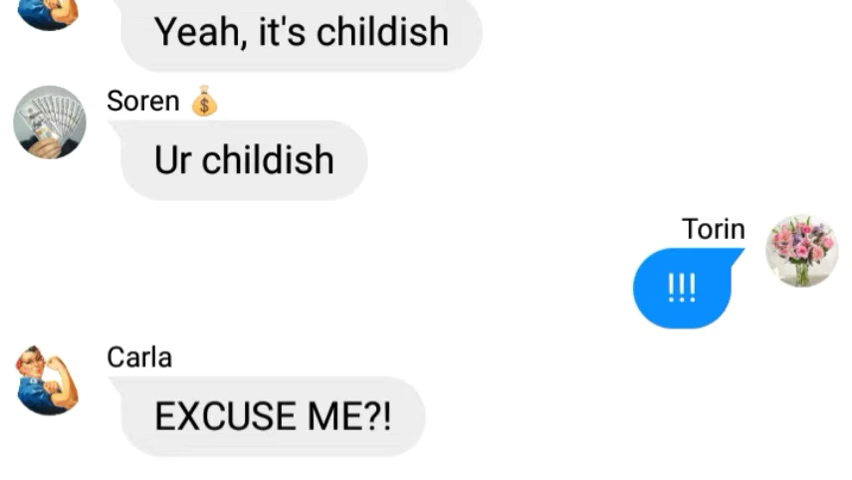 Yeah, it's childish
Soren 💰
Ur childish
Torin
!!!
Carla
EXCUSE ME?!